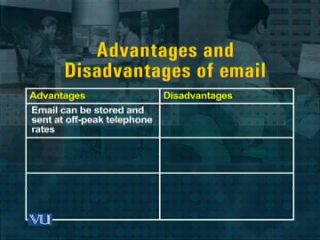 Advantages and
Disadvantages of email
Advantages Disadvantages
Email can be stored and
sent at off-peak telephone
rates
VU